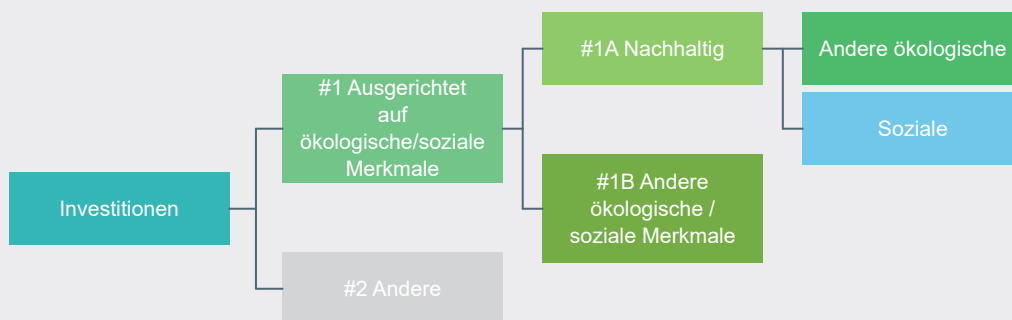 Investitionen
#1 Ausgerichtet
auf
ökologische/soziale
Merkmale
#2 Andere
#1A Nachhaltig
#1B Andere
ökologische /
soziale Merkmale
Andere ökologische
Soziale